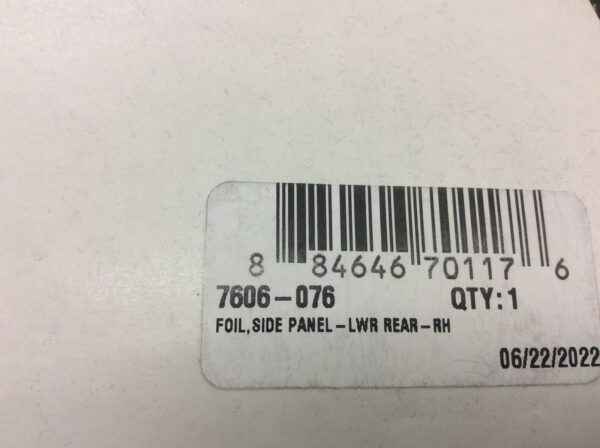 8 84646 70117 6
7606-076 QTY:1
FOIL,SIDE PANEL-LWR REAR-RH
06/22/2022